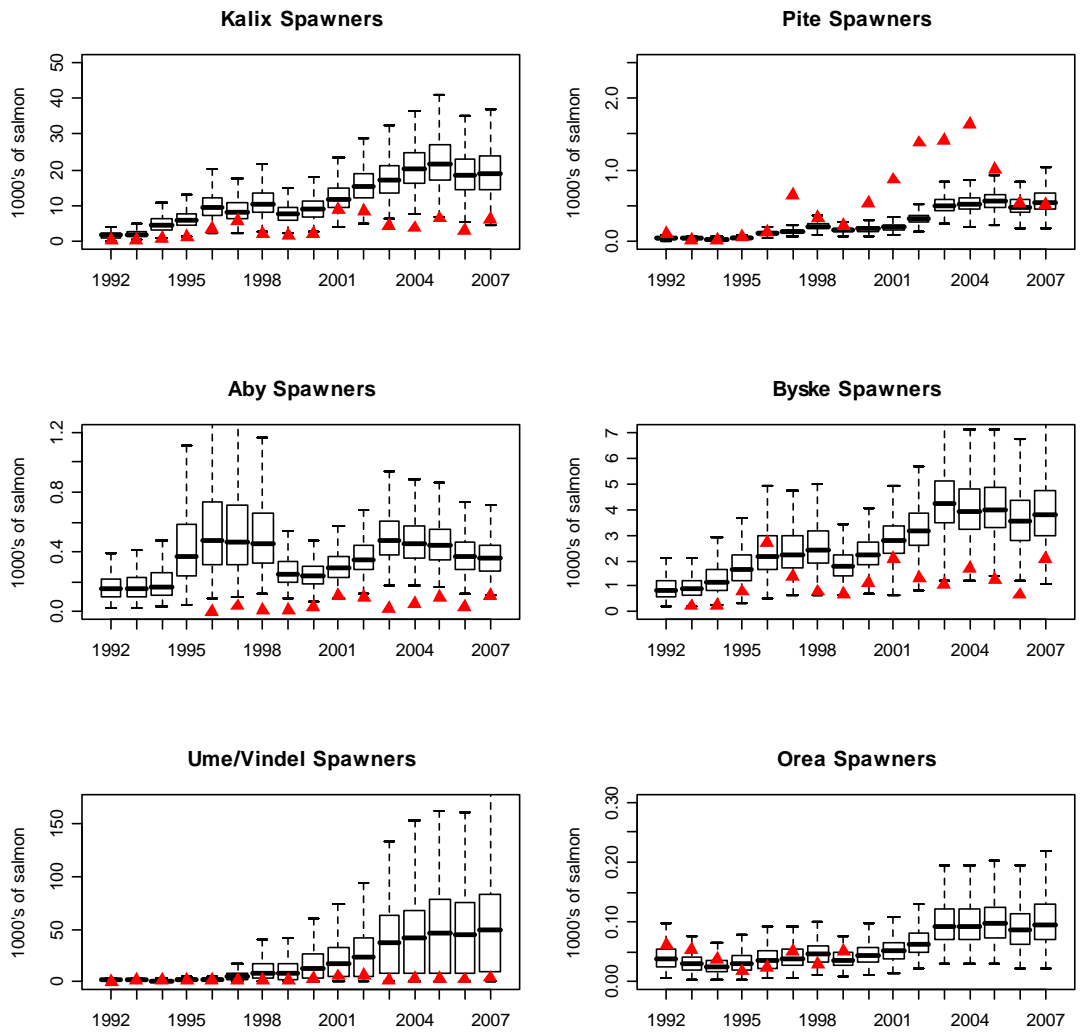 Kalix Spawners
1000's of salmon
0 10 20 30 40 50
1992 1995 1998 2001 2004 2007
Pite Spawners
1000's of salmon
0.0 1.0 2.0
1992 1995 1998 2001 2004 2007
Aby Spawners
1000's of salmon
0.0 0.4 0.8 1.2
1992 1995 1998 2001 2004 2007
Byske Spawners
1000's of salmon
0 1 2 3 4 5 6 7
1992 1995 1998 2001 2004 2007
Ume/Vindel Spawners
1000's of salmon
0 50 100 150
1992 1995 1998 2001 2004 2007
Orea Spawners
1000's of salmon
0.00 0.10 0.20 0.30
1992 1995 1998 2001 2004 2007